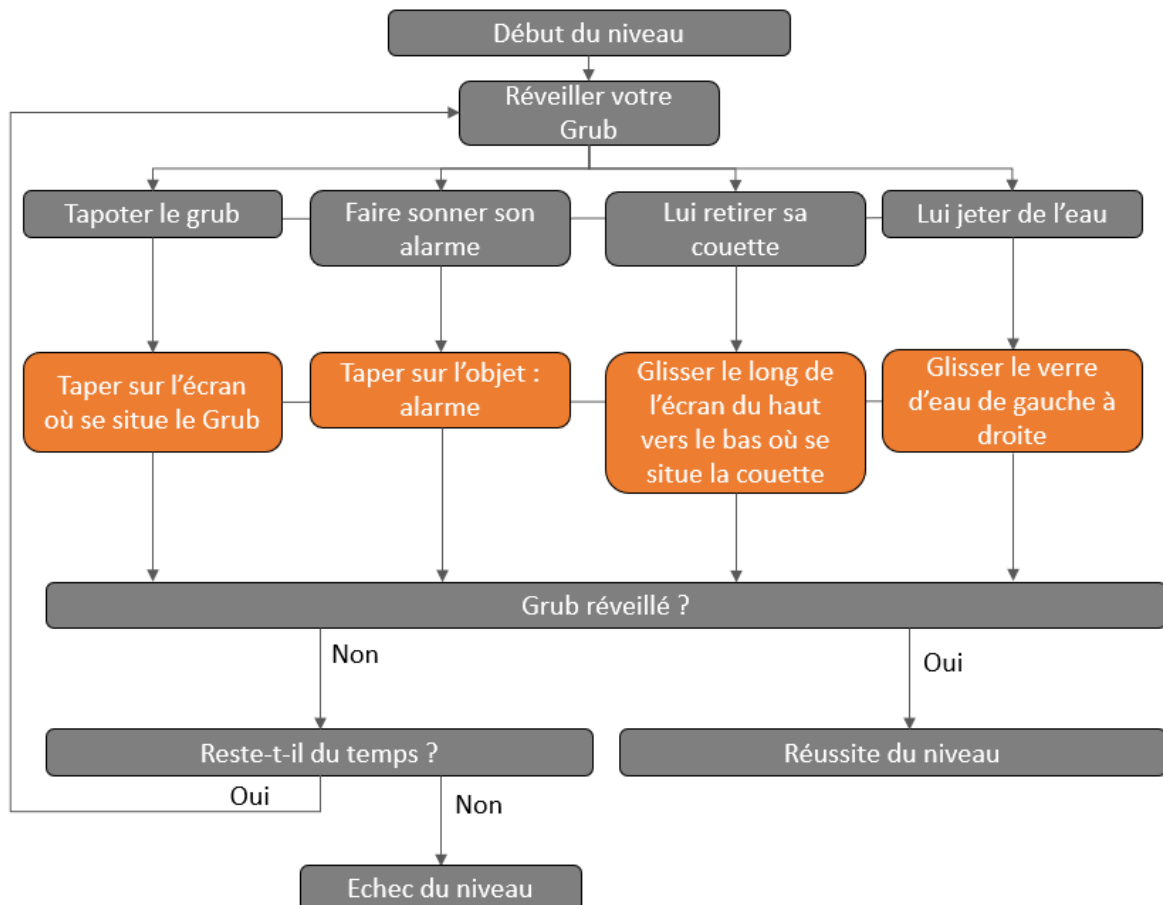 Début du niveau
Réveiller votre
Grub
Tapoter le grub
Faire sonner son
alarme
Lui retirer sa
couette
Lui jeter de l'eau
Taper sur l'écran
où se situe le Grub
Taper sur l'objet :
alarme
Glisser le long de
l'écran du haut
vers le bas où se
situe la couette
Glisser le verre
d'eau de gauche à
droite
Grub réveillé ?
Non
Oui
Reste-t-il du temps ?
Réussite du niveau
Oui
Non
Echec du niveau